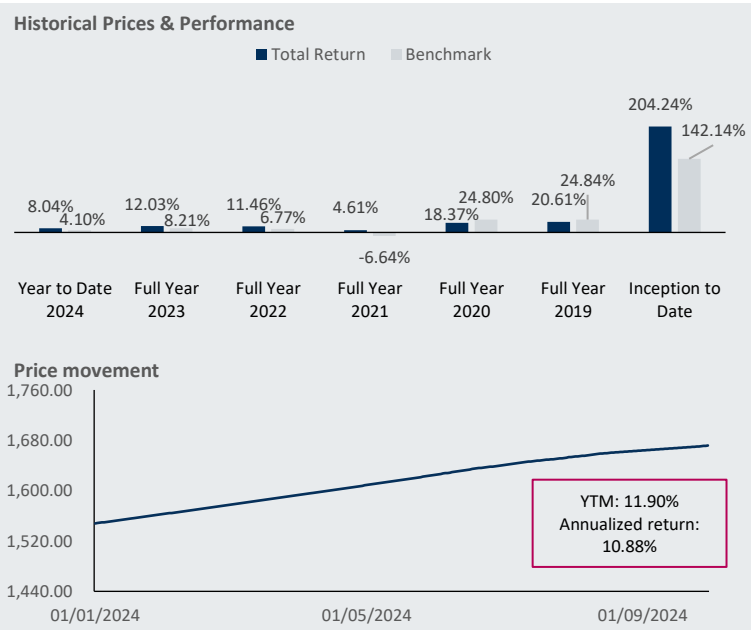 Historical Prices & Performance
Total Return Benchmark
204.24%
142.14%
24.84%
8.04% 12.03% 11.46% 4.61% 24.80% 20.61%
4.10% 8.21% 6.77% 18.37%
-6.64%
Year to Date Full Year Full Year Full Year Full Year Full Year Inception to
2024 2023 2022 2021 2020 2019 Date
Price movement
1,760.00
1,680.00
1,600.00
YTM: 11.90%
Annualized return:
1,520.00
10.88%
1,440.00
01/01/2024 01/05/2024 01/09/2024